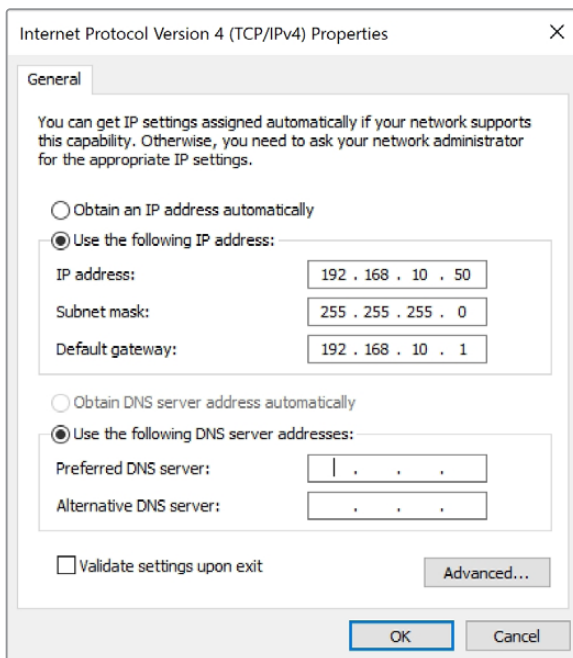 Internet Protocol Version 4 (TCP/IPv4) Properties
General
You can get IP settings assigned automatically if your network supports
this capability. Otherwise, you need to ask your network administrator
for the appropriate IP settings.
Obtain an IP address automatically
Use the following IP address:
IP address: 192 . 168 . 10 . 50
Subnet mask: 255 . 255 . 255 . 0
Default gateway: 192 . 168 . 10 . 1
Obtain DNS server address automatically
Use the following DNS server addresses:
Preferred DNS server: . . .
Alternative DNS server: . . .
Validate settings upon exit
Advanced...
OK Cancel